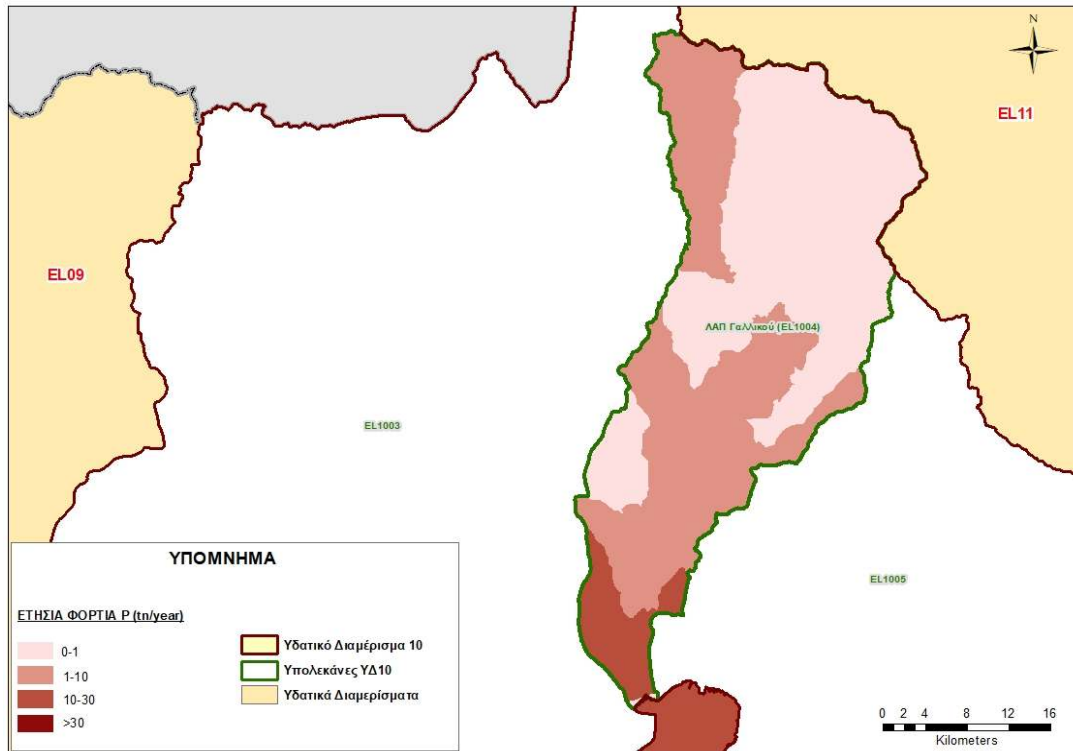 N
EL11
EL09
ΛΑΠ Γαλλικού (EL1004)
EL1003
EL1005
ΥΠΟΜΝΗΜΑ
ΕΤΗΣΙΑ ΦΟΡΤΙΑ P (tn/year)
0-1
1-10
10-30
>30
Υδατικό Διαμέρισμα 10
Υπολεκάνες ΥΔ10
Υδατικά Διαμερίσματα
0 2 4 8 12 16
Kilometers